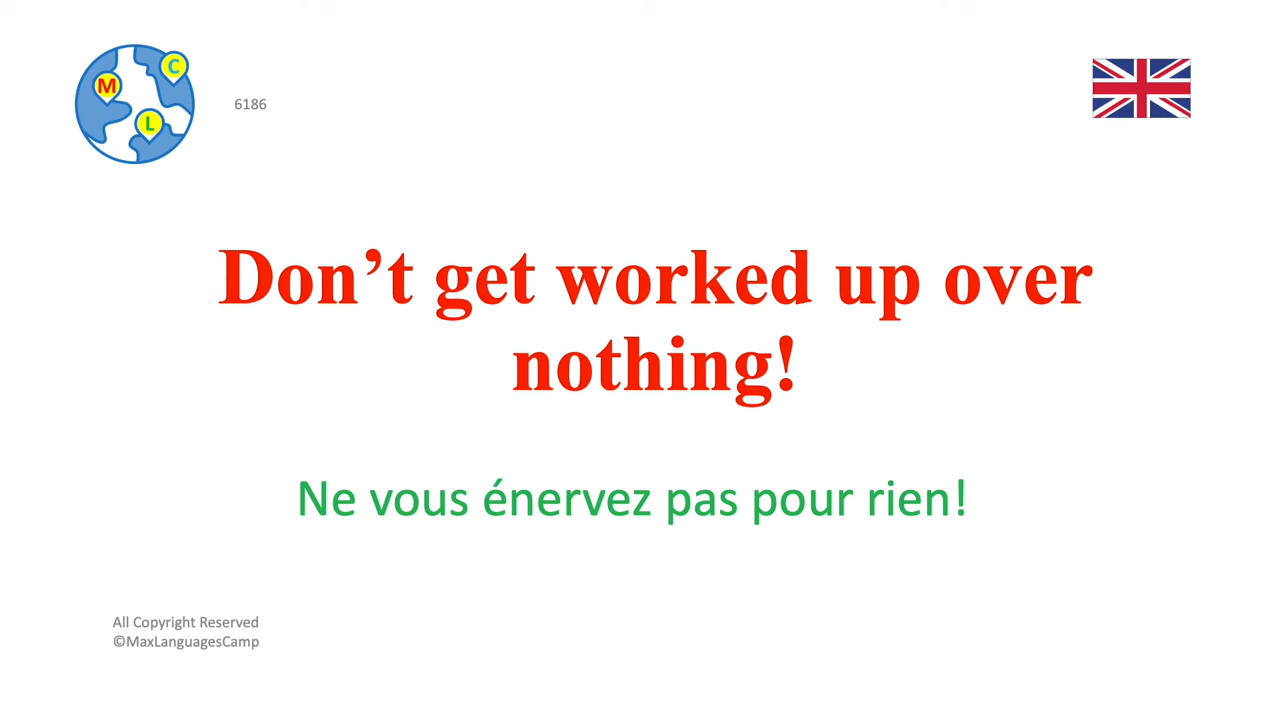 M
C
L
6186
Don’t get worked up over
nothing!
Ne vous énervez pas pour rien!
All Copyright Reserved
©MaxLanguagesCamp